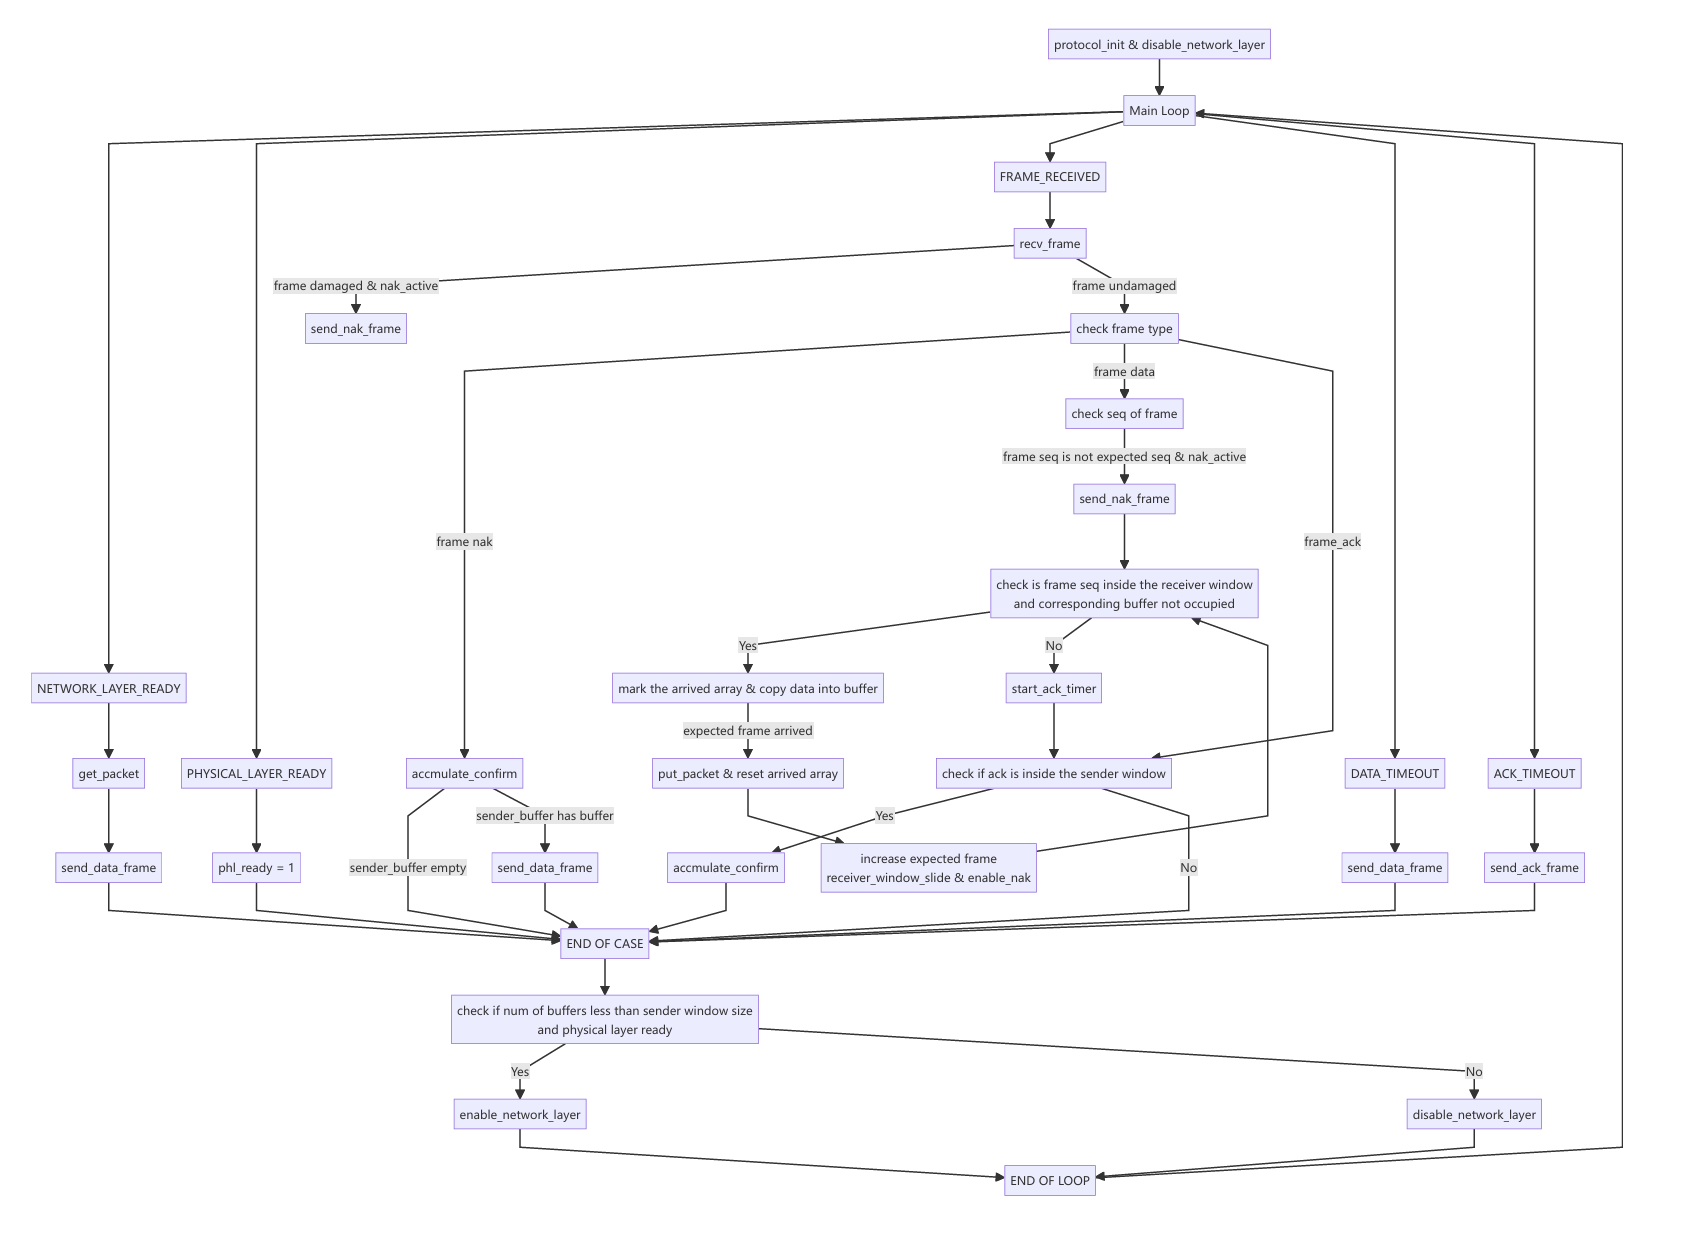 protocol_init & disable_network_layer
Main Loop
FRAME_RECEIVED
recv_frame
frame damaged & nak_active
frame undamaged
send_nak_frame
check frame type
frame data
check seq of frame
frame seq is not expected seq & nak_active
send_nak_frame
frame nak
frame_ack
check is frame seq inside the receiver window
and corresponding buffer not occupied
Yes
No
NETWORK_LAYER_READY
mark the arrived array & copy data into buffer
start_ack_timer
expected frame arrived
get_packet
PHYSICAL_LAYER_READY
accmulate_confirm
put_packet & reset arrived array
check if ack is inside the sender window
DATA_TIMEOUT
ACK_TIMEOUT
sender_buffer has buffer
Yes
send_data_frame
phl_ready = 1
sender_buffer empty
send_data_frame
accmulate_confirm
increase expected frame
receiver_window_slide & enable_nak
No
send_data_frame
send_ack_frame
END OF CASE
check if num of buffers less than sender window size
and physical layer ready
Yes
No
enable_network_layer
disable_network_layer
END OF LOOP